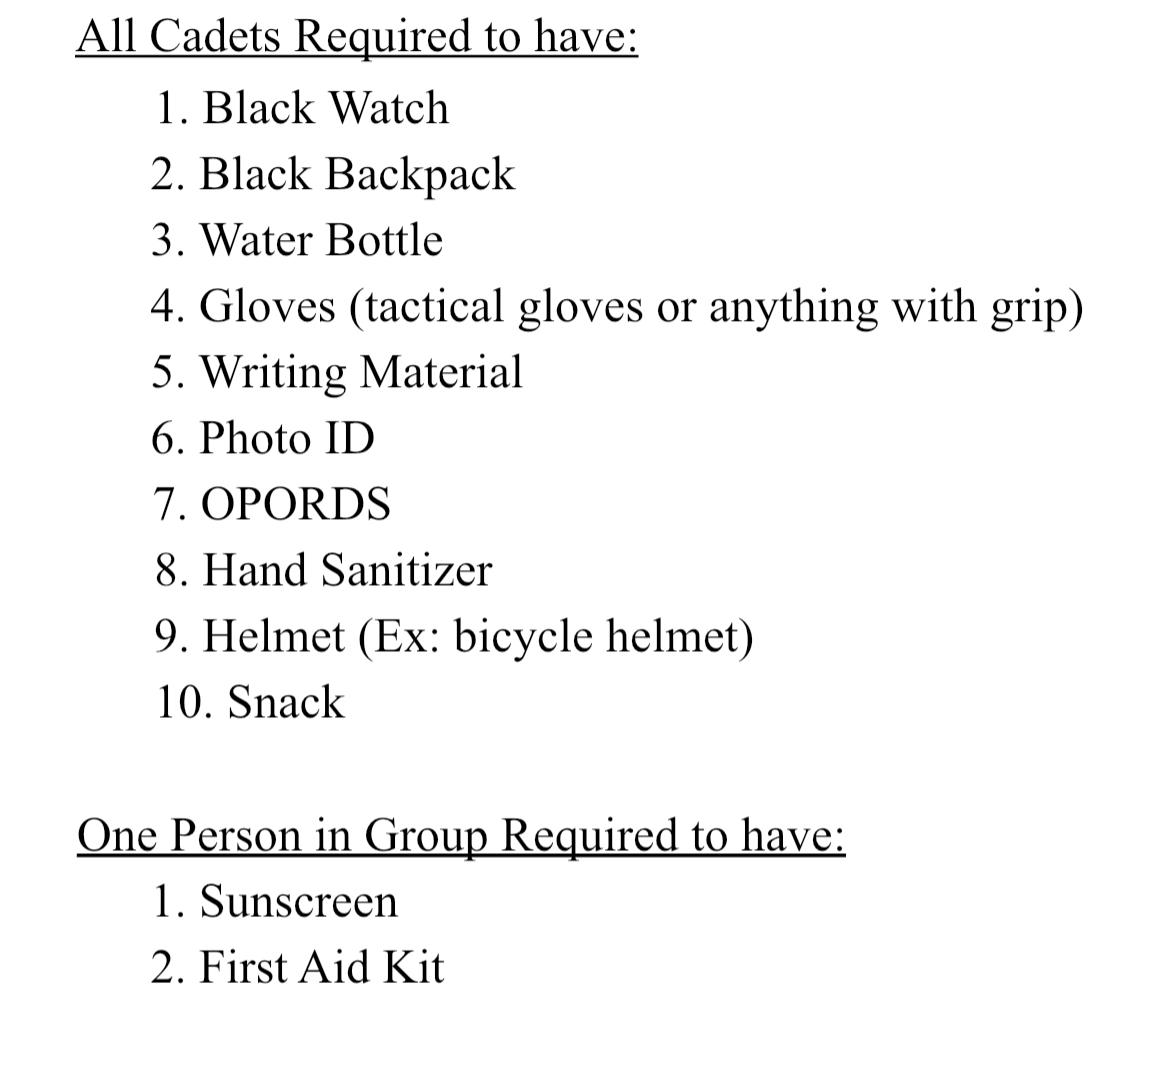 All Cadets Required to have:
1. Black Watch
2. Black Backpack
3. Water Bottle
4. Gloves (tactical gloves or anything with grip)
5. Writing Material
6. Photo ID
7. OPORDS
8. Hand Sanitizer
9. Helmet (Ex: bicycle helmet)
10. Snack
One Person in Group Required to have:
1. Sunscreen
2. First Aid Kit